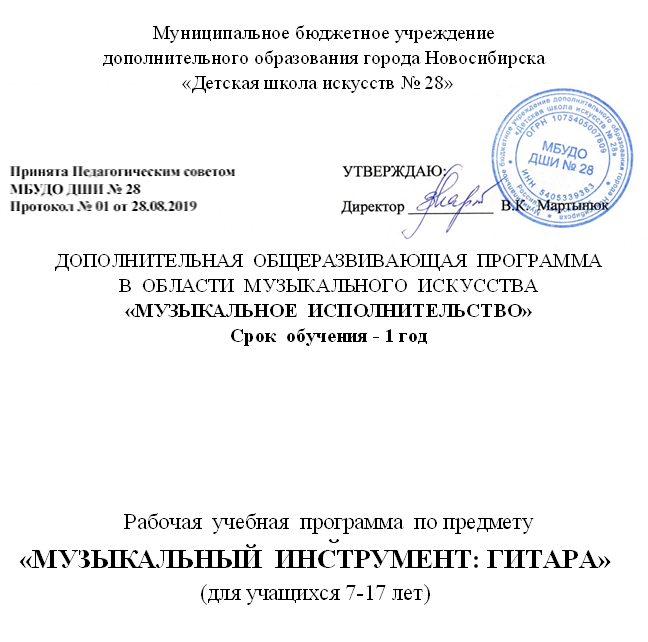 Муниципальное бюджетное учреждение
дополнительного образования города Новосибирска
«Детская школа искусств № 28»
Принята Педагогическим советом
МБУДО ДШИ № 28
Протокол № 01 от 28.08.2019
УТВЕРЖДАЮ:
Директор ____________ В.К. Мартынюк
ОГРН 1075405007809
МБУДО
ДШИ № 28
ИНН 5405339383
ДОПОЛНИТЕЛЬНАЯ ОБЩЕРАЗВИВАЮЩАЯ ПРОГРАММА
В ОБЛАСТИ МУЗЫКАЛЬНОГО ИСКУССТВА
«МУЗЫКАЛЬНОЕ ИСПОЛНИТЕЛЬСТВО»
Срок обучения - 1 год
Рабочая учебная программа по предмету
«МУЗЫКАЛЬНЫЙ ИНСТРУМЕНТ: ГИТАРА»
(для учащихся 7-17 лет)